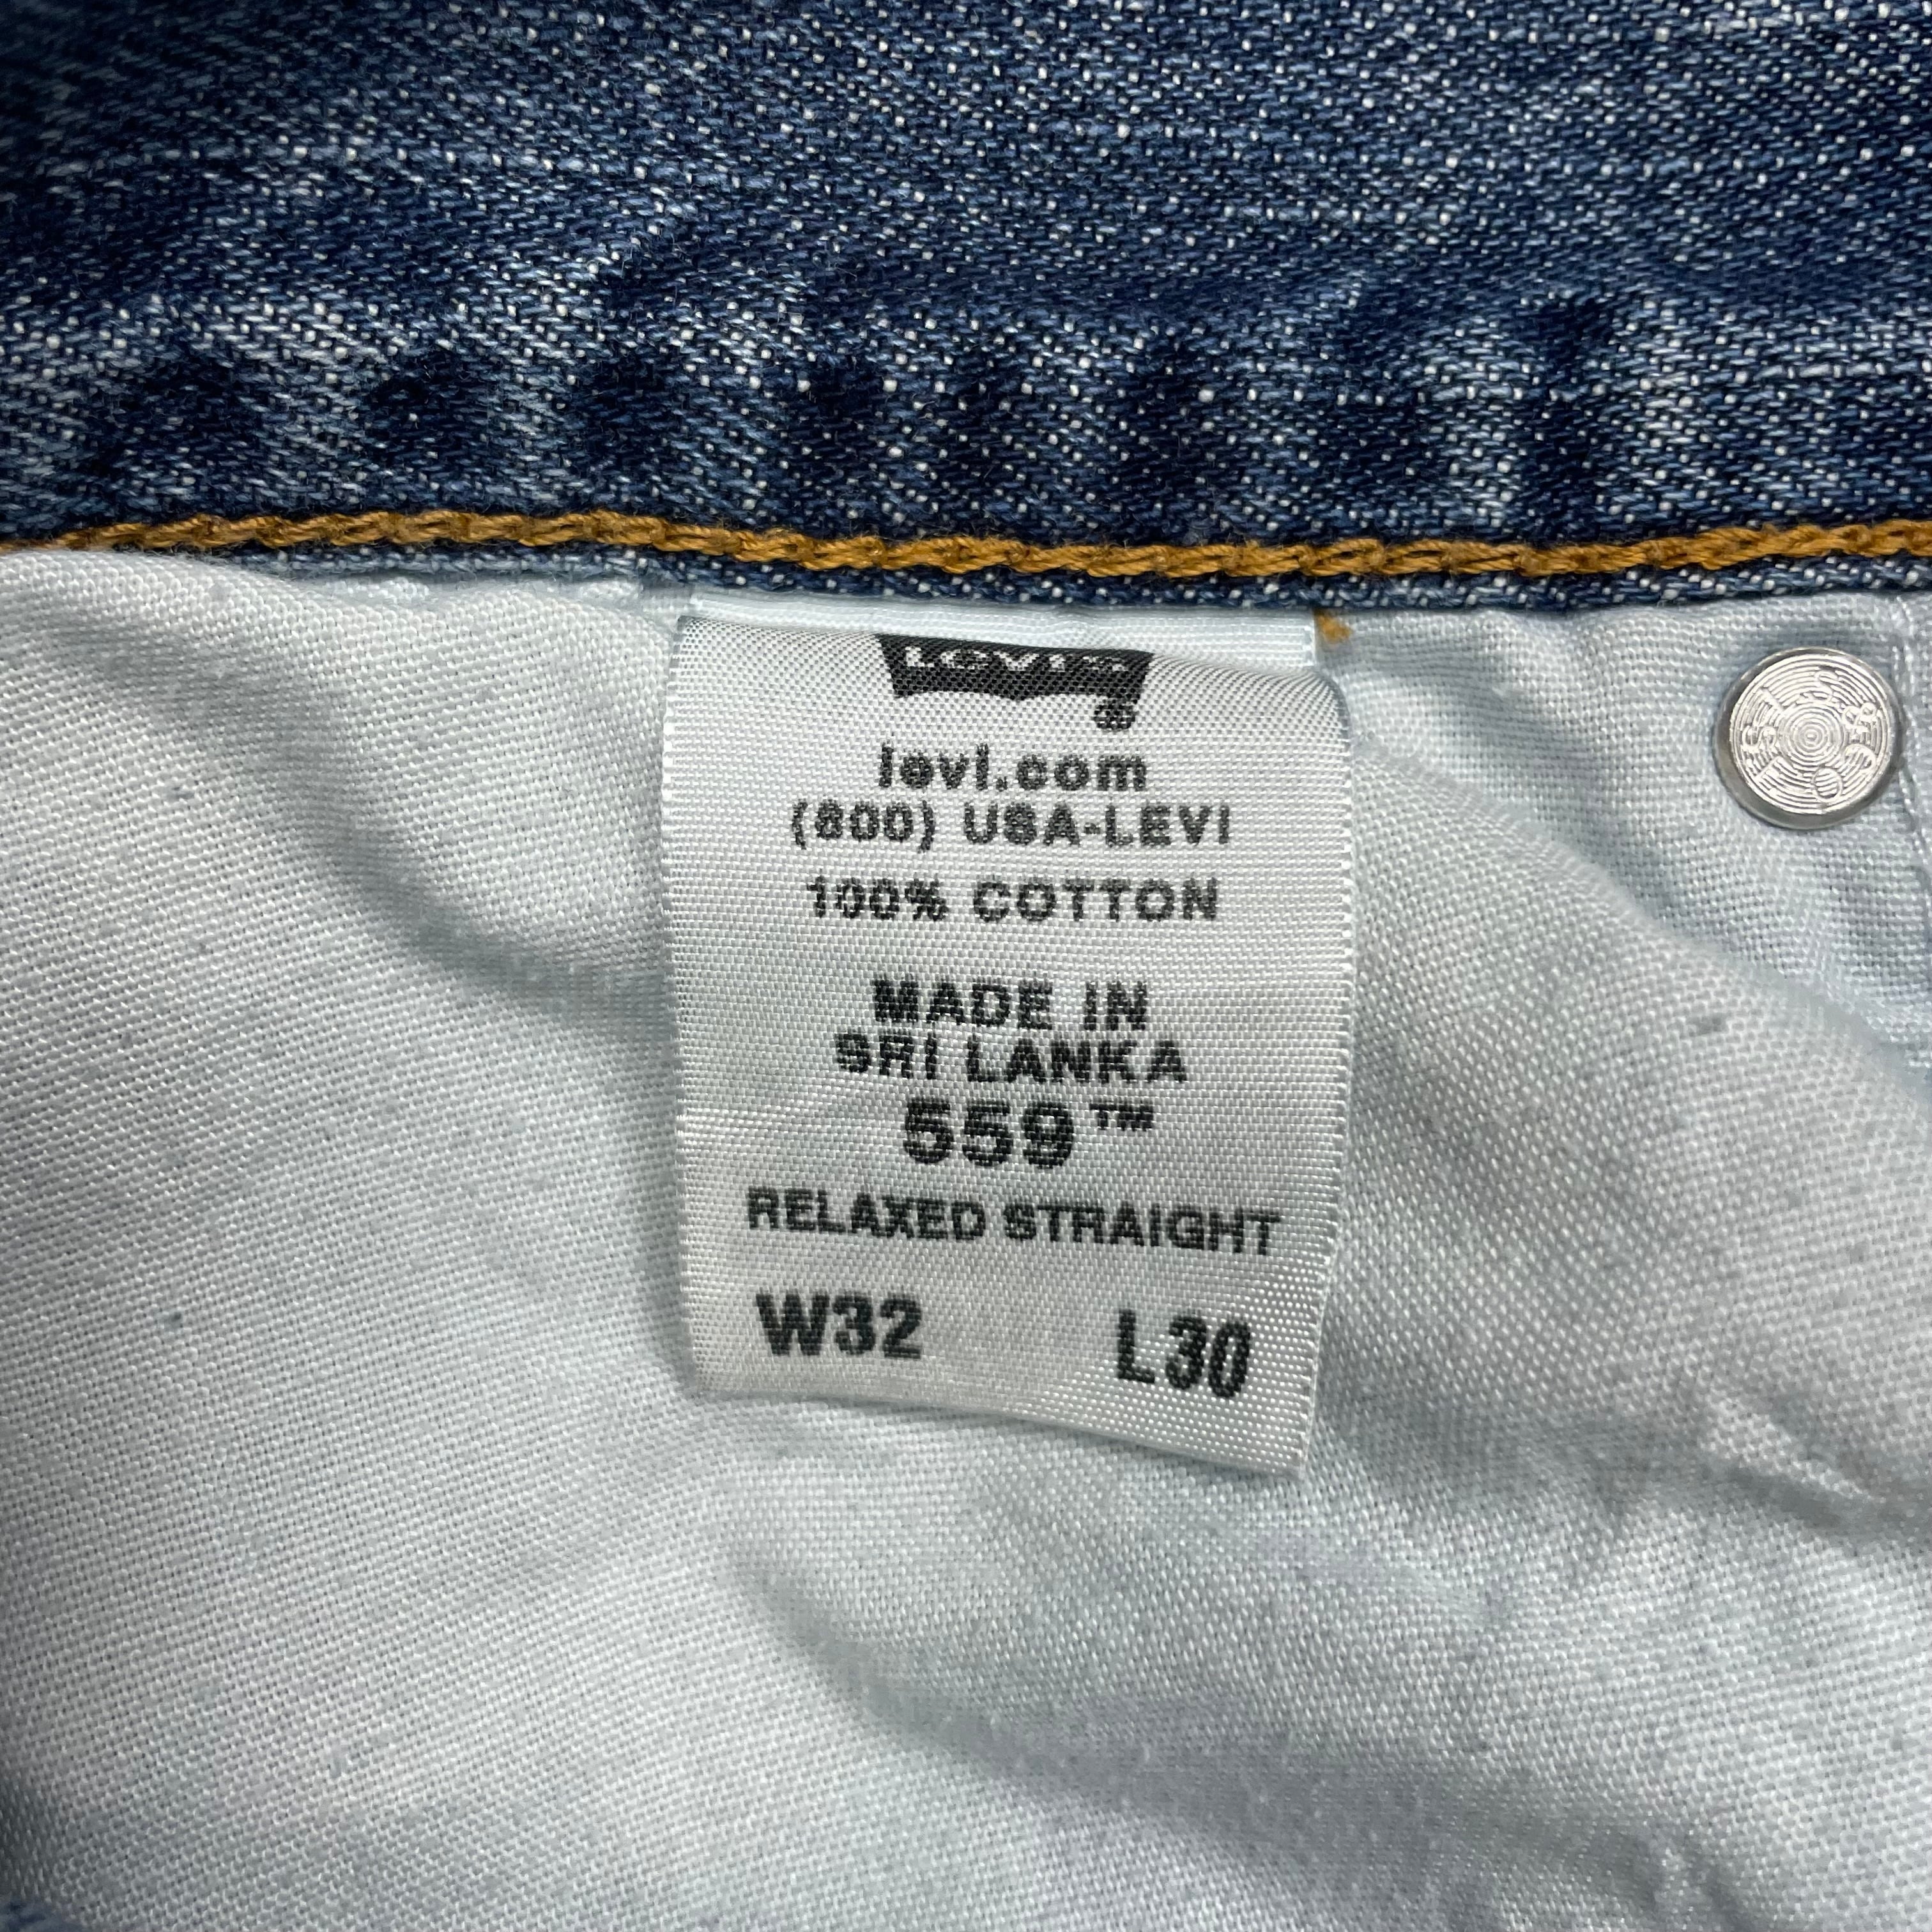 LEVI'S
®
levi.com
(800) USA-LEVI
100% COTTON
MADE IN
SRI LANKA
559™
RELAXED STRAIGHT
W32 L30